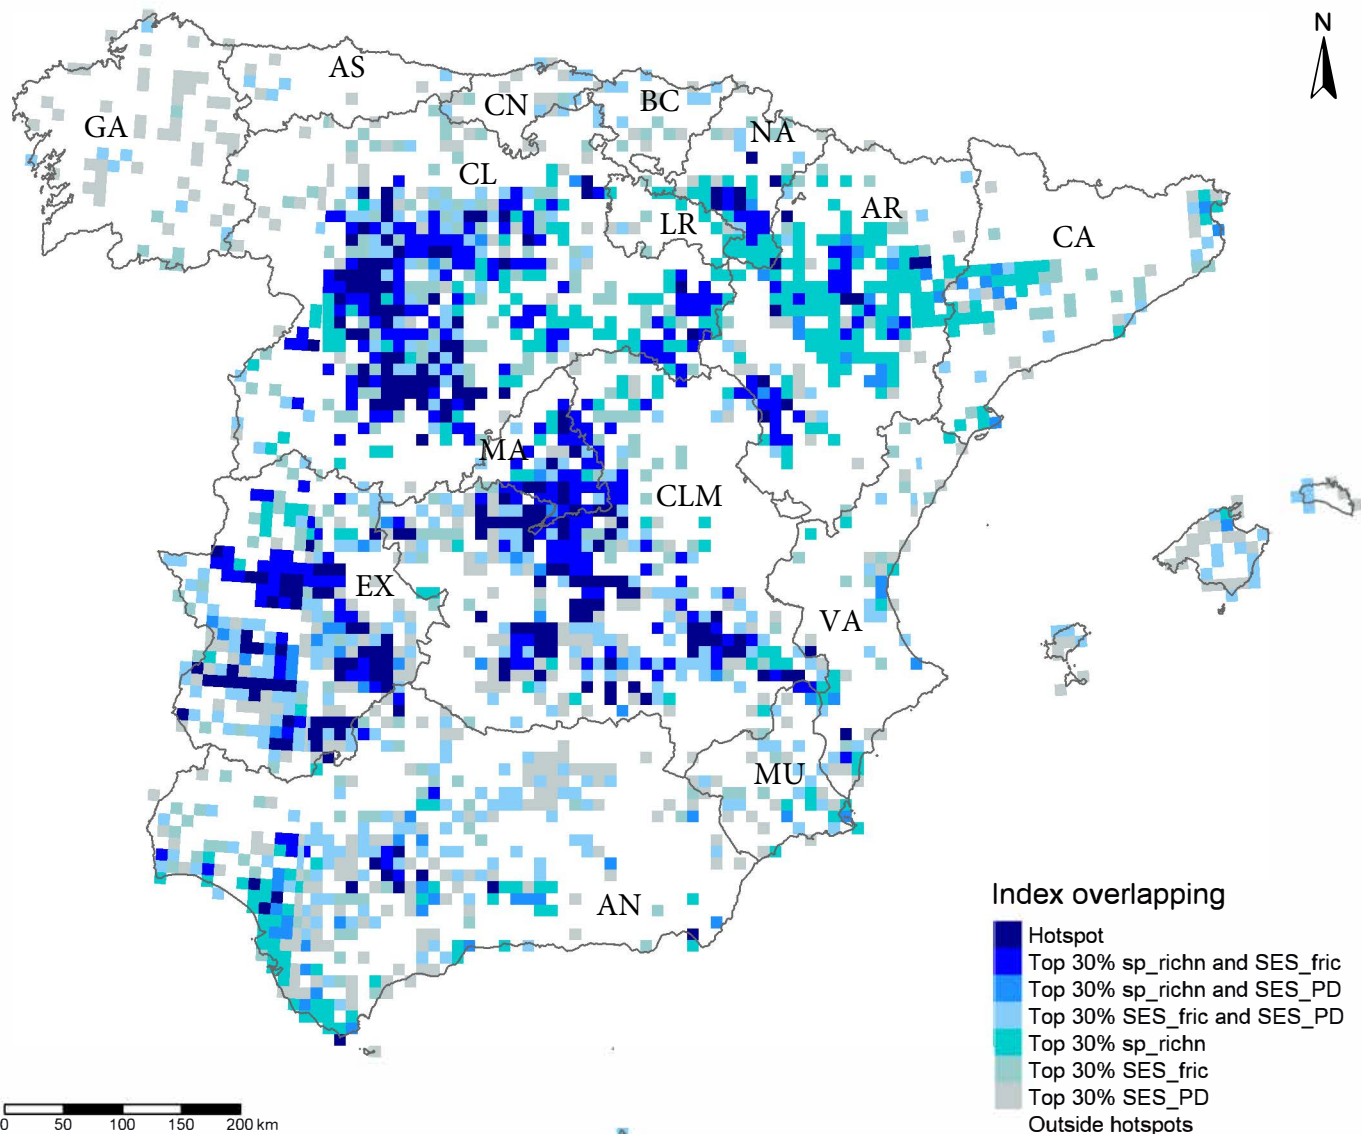 N
AS
CN
BC
GA
NA
CL
AR
LR
CA
MA
CLM
EX
VA
MU
AN
Index overlapping
Hotspot
Top 30% sp_richn and SES_fric
Top 30% sp_richn and SES_PD
Top 30% SES_fric and SES_PD
Top 30% sp_richn
Top 30% SES_fric
Top 30% SES_PD
Outside hotspots
0 50 100 150 200 km